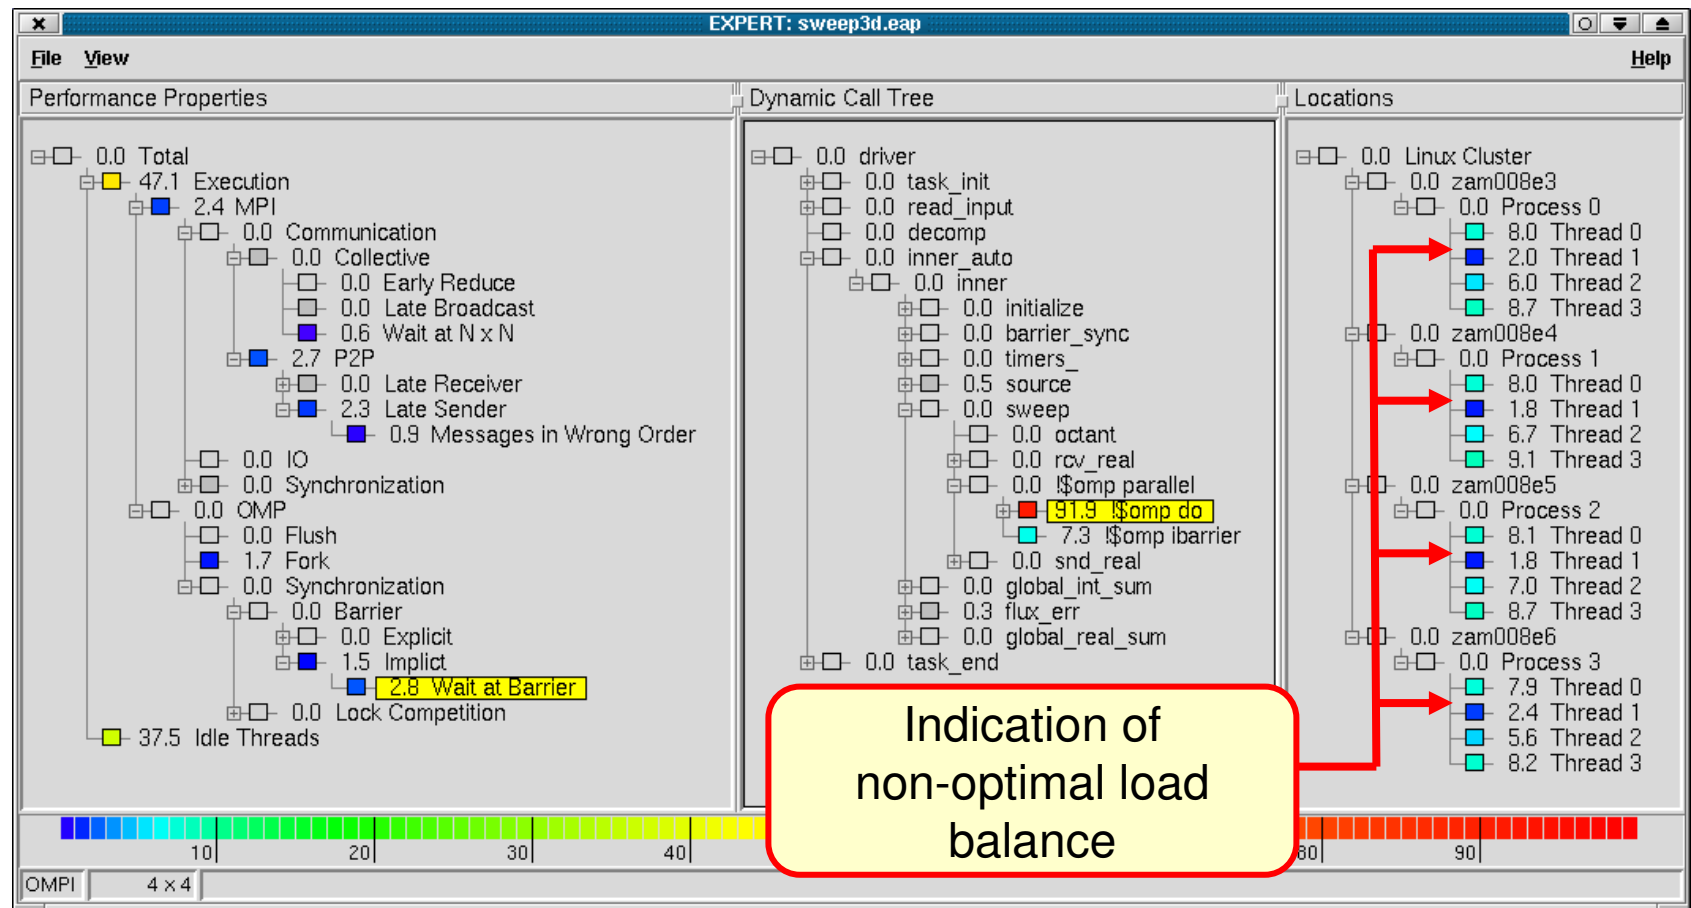 EXPERT: sweep3d.eap
File View Help
Performance Properties
0.0 Total
47.1 Execution
2.4 MPI
0.0 Communication
0.0 Collective
0.0 Early Reduce
0.0 Late Broadcast
0.6 Wait at N x N
2.7 P2P
0.0 Late Receiver
2.3 Late Sender
0.9 Messages in Wrong Order
0.0 IO
0.0 Synchronization
0.0 OMP
0.0 Flush
1.7 Fork
0.0 Synchronization
0.0 Barrier
0.0 Explicit
1.5 Implict
2.8 Wait at Barrier
0.0 Lock Competition
37.5 Idle Threads
Dynamic Call Tree
0.0 driver
0.0 task_init
0.0 read_input
0.0 decomp
0.0 inner_auto
0.0 inner
0.0 initialize
0.0 barrier_sync
0.0 timers_
0.5 source
0.0 sweep
0.0 octant
0.0 rcv_real
0.0 !$omp parallel
91.9 !$omp do
7.3 !$omp ibarrier
0.0 snd_real
0.0 global_int_sum
0.3 flux_err
0.0 global_real_sum
0.0 task_end
Locations
0.0 Linux Cluster
0.0 zam008e3
0.0 Process 0
8.0 Thread 0
2.0 Thread 1
6.0 Thread 2
8.7 Thread 3
0.0 zam008e4
0.0 Process 1
8.0 Thread 0
1.8 Thread 1
6.7 Thread 2
9.1 Thread 3
0.0 zam008e5
0.0 Process 2
8.1 Thread 0
1.8 Thread 1
7.0 Thread 2
8.7 Thread 3
0.0 zam008e6
0.0 Process 3
7.9 Thread 0
2.4 Thread 1
5.6 Thread 2
8.2 Thread 3
Indication of
non-optimal load
balance
10 20 30 40 80 90
OMPI 4 x 4